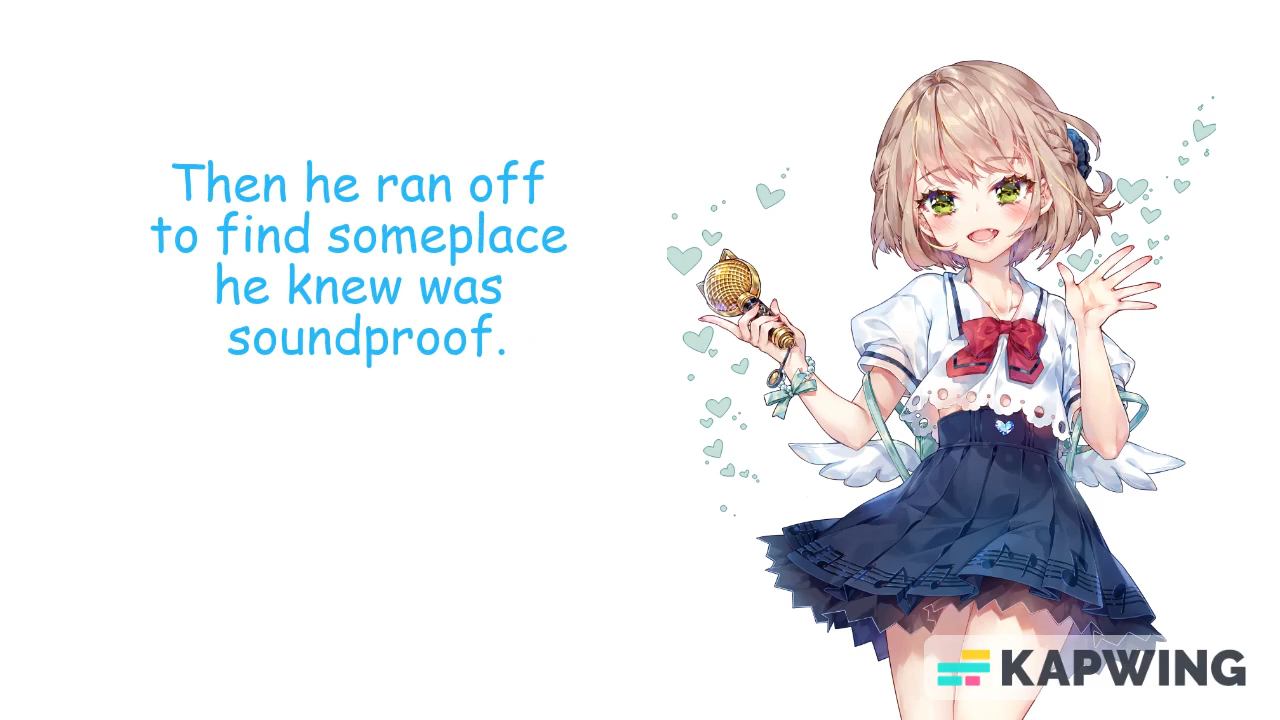 Then he ran off
to find someplace
he knew was
soundproof.
KAPWING